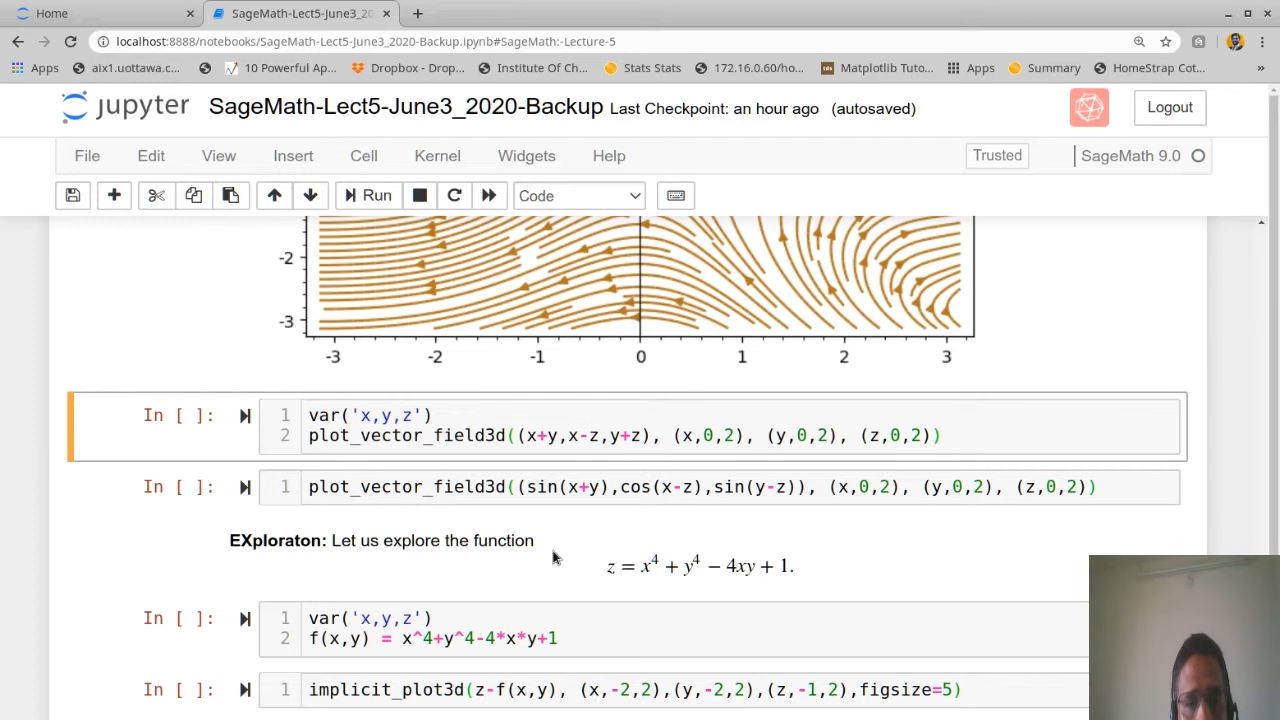 Home
SageMath-Lect5-June3_20
localhost:8888/notebooks/SageMath-Lect5-June3_2020-Backup.ipynb#SageMath:-Lecture-5
Apps aix1.uottawa.c... 10 Powerful Ap... Dropbox - Drop... Institute Of Ch... Stats Stats 172.16.0.60/ho... Matplotlib Tuto... Apps Summary HomeStrap Cot... »
jupyter SageMath-Lect5-June3_2020-Backup Last Checkpoint: an hour ago (autosaved) Logout
File Edit View Insert Cell Kernel Widgets Help Trusted SageMath 9.0
Run Code
-2
-3
-3 -2 -1 0 1 2 3
In [ ]: 1 var('x,y,z')
2 plot_vector_field3d((x+y,x-z,y+z), (x,0,2), (y,0,2), (z,0,2))
In [ ]: 1 plot_vector_field3d((sin(x+y),cos(x-z),sin(y-z)), (x,0,2), (y,0,2), (z,0,2))
EXploraton: Let us explore the function
z = x⁴ + y⁴ − 4xy + 1.
In [ ]: 1 var('x,y,z')
2 f(x,y) = x^4+y^4-4*x*y+1
In [ ]: 1 implicit_plot3d(z-f(x,y), (x,-2,2),(y,-2,2),(z,-1,2),figsize=5)